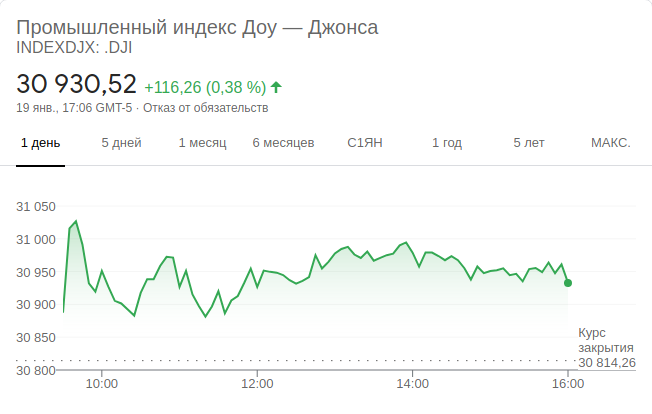 Промышленный индекс Доу — Джонса
INDEXDJX: .DJI
30 930,52 +116,26 (0,38 %)
19 янв., 17:06 GMT-5 · Отказ от обязательств
1 день 5 дней 1 месяц 6 месяцев С1ЯН 1 год 5 лет МАКС.
31 050
31 000
30 950
30 900
30 850
30 800
Курс
закрытия
30 814,26
10:00 12:00 14:00 16:00